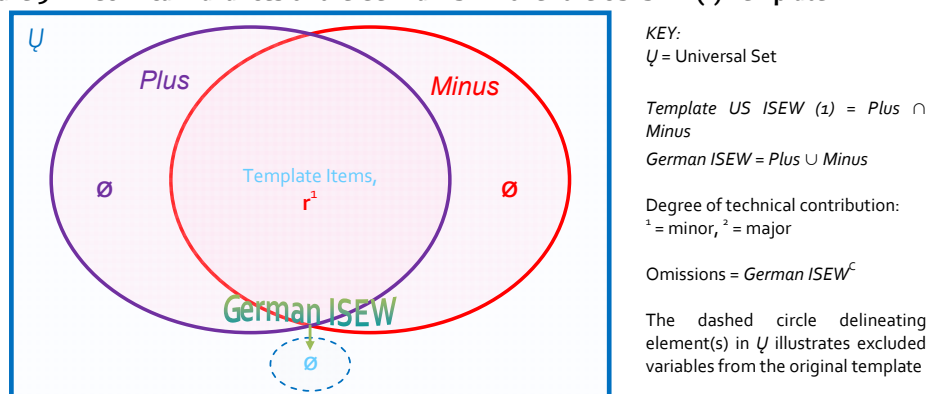 Ų
Plus
Minus
Template Items,
r¹
ø
ø
German ISEW
ø
KEY:
Ų = Universal Set
Template US ISEW (1) = Plus ∩
Minus
German ISEW = Plus ∪ Minus
Degree of technical contribution:
¹ = minor, ² = major
Omissions = German ISEWᶜ
The dashed circle delineating
element(s) in Ų illustrates excluded
variables from the original template